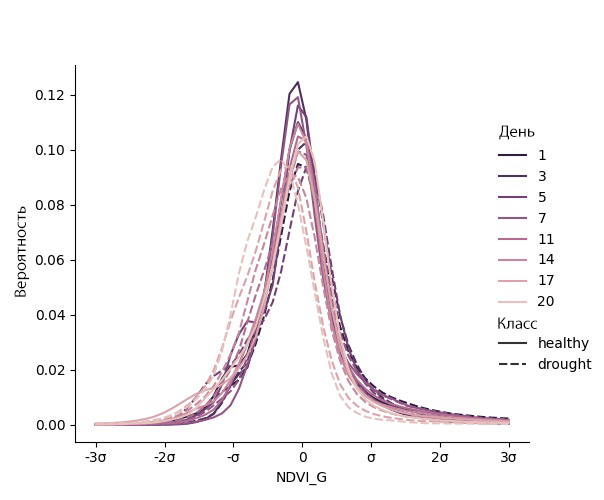 0.12
0.10
0.08
0.06
0.04
0.02
0.00
Вероятность
-3σ -2σ -σ 0 σ 2σ 3σ
NDVI_G
День
1
3
5
7
11
14
17
20
Класс
healthy
drought